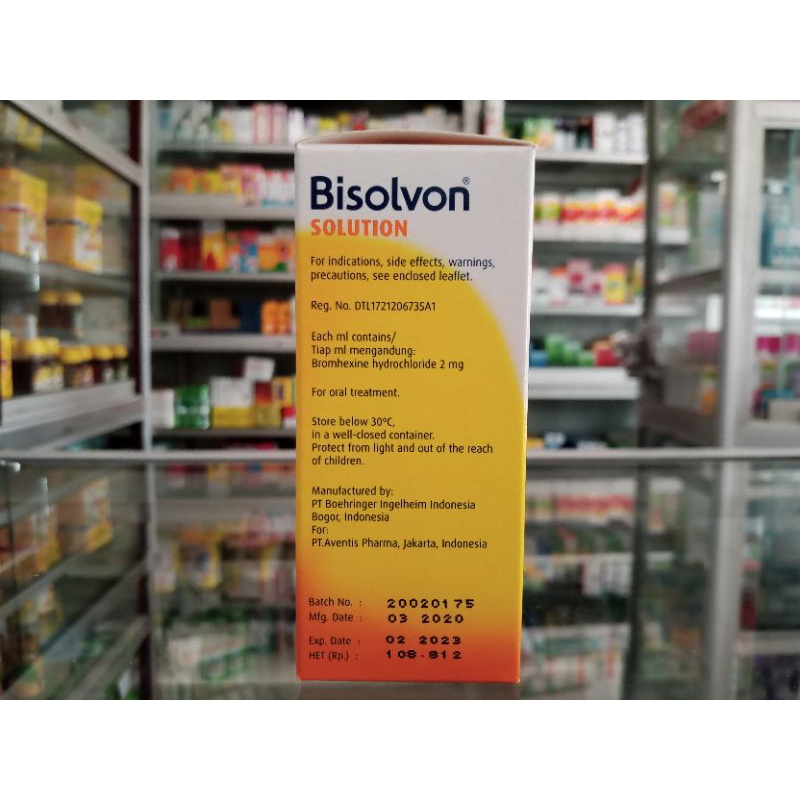 Bisolvon®
SOLUTION
For indications, side effects, warnings,
precautions, see enclosed leaflet.
Reg. No. DTL1721206735A1
Each ml contains/
Tiap ml mengandung:
Bromhexine hydrochloride 2 mg
For oral treatment.
Store below 30°C,
in a well-closed container.
Protect from light and out of the reach
of children.
Manufactured by:
PT Boehringer Ingelheim Indonesia
Bogor, Indonesia
For:
PT.Aventis Pharma, Jakarta, Indonesia
Batch No. : 20020175
Mfg. Date : 03 2020
Exp. Date : 02 2023
HET (Rp.) : 108.812